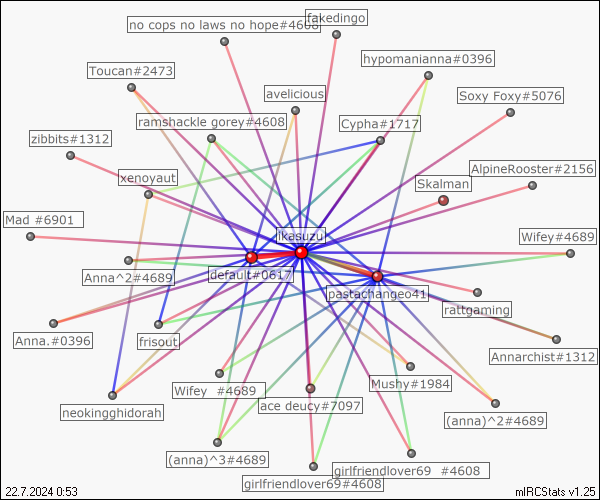 no cops no laws no hope#4608
fakedingo
hypomanianna#0396
Toucan#2473
avelicious
Soxy Foxy#5076
ramshackle gorey#4608
Cypha#1717
zibbits#1312
AlpineRooster#2156
xenoyaut
Skalman
Mad #6901
ikasuzu
Wifey#4689
Anna^2#4689
default#0617
pastachangeo41
rattgaming
Anna.#0396
frisout
Annarchist#1312
Wifey #4689
Mushy#1984
neokingghidorah
ace deucy#7097
(anna)^2#4689
(anna)^3#4689
girlfriendlover69 #4608
girlfriendlover69#4608
22.7.2024 0:53
mIRCStats v1.25